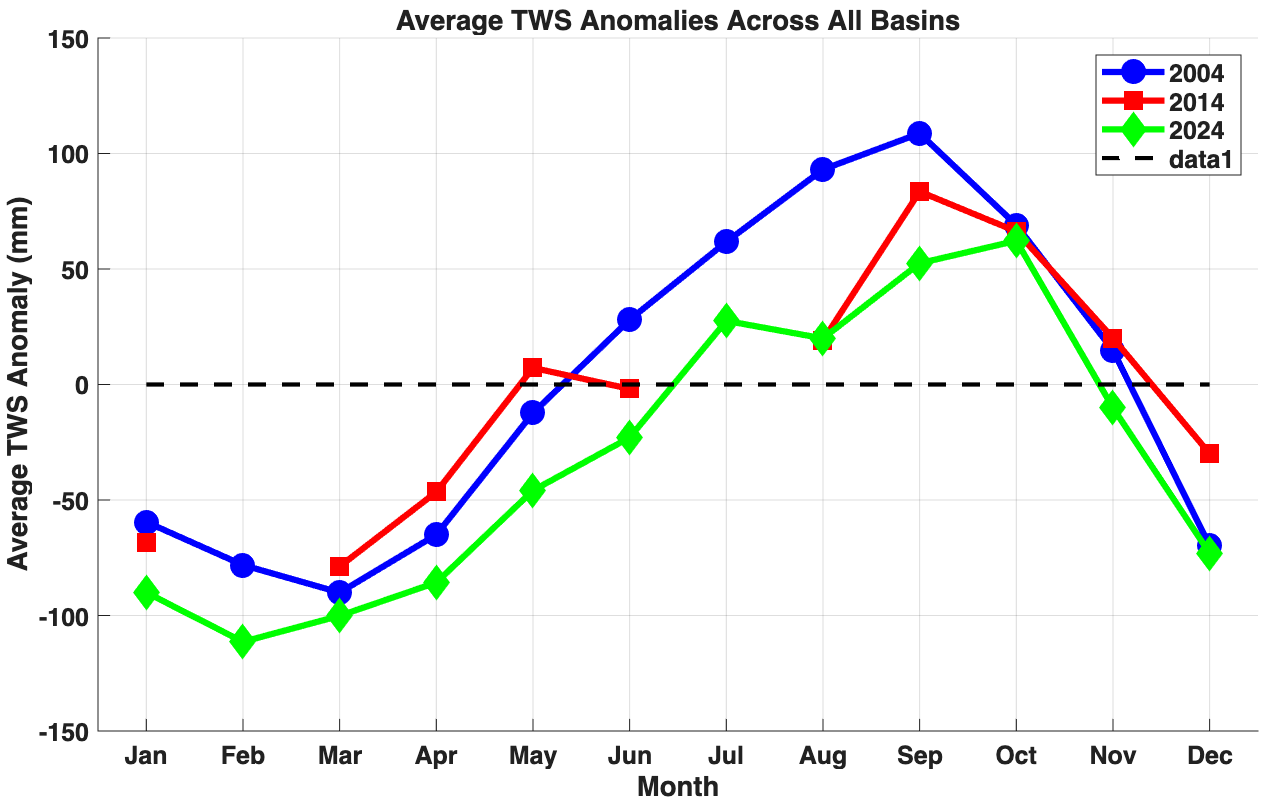 Average TWS Anomalies Across All Basins
150
100
50
0
-50
-100
-150
Average TWS Anomaly (mm)
2004
2014
2024
data1
Jan Feb Mar Apr May Jun Jul Aug Sep Oct Nov Dec
Month